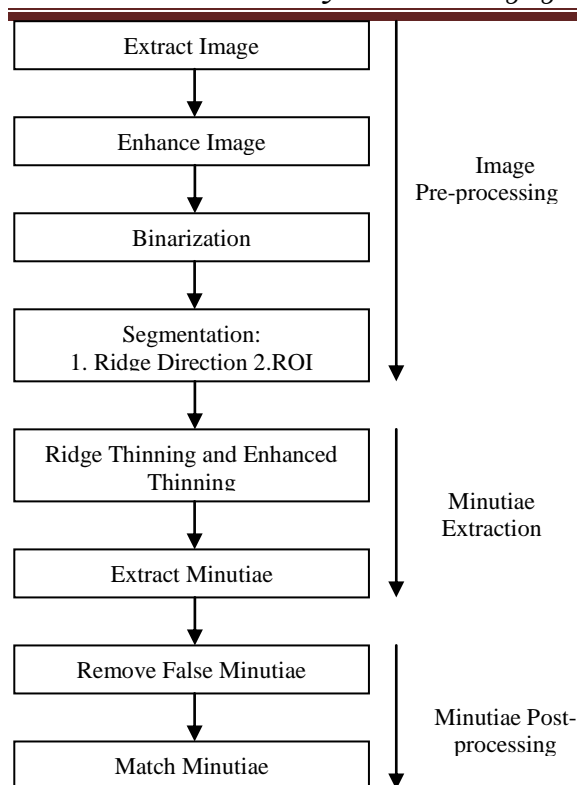 Extract Image
Enhance Image
Binarization
Segmentation:
1. Ridge Direction 2.ROI
Image
Pre-processing
Ridge Thinning and Enhanced
Thinning
Extract Minutiae
Minutiae
Extraction
Remove False Minutiae
Match Minutiae
Minutiae Post-
processing